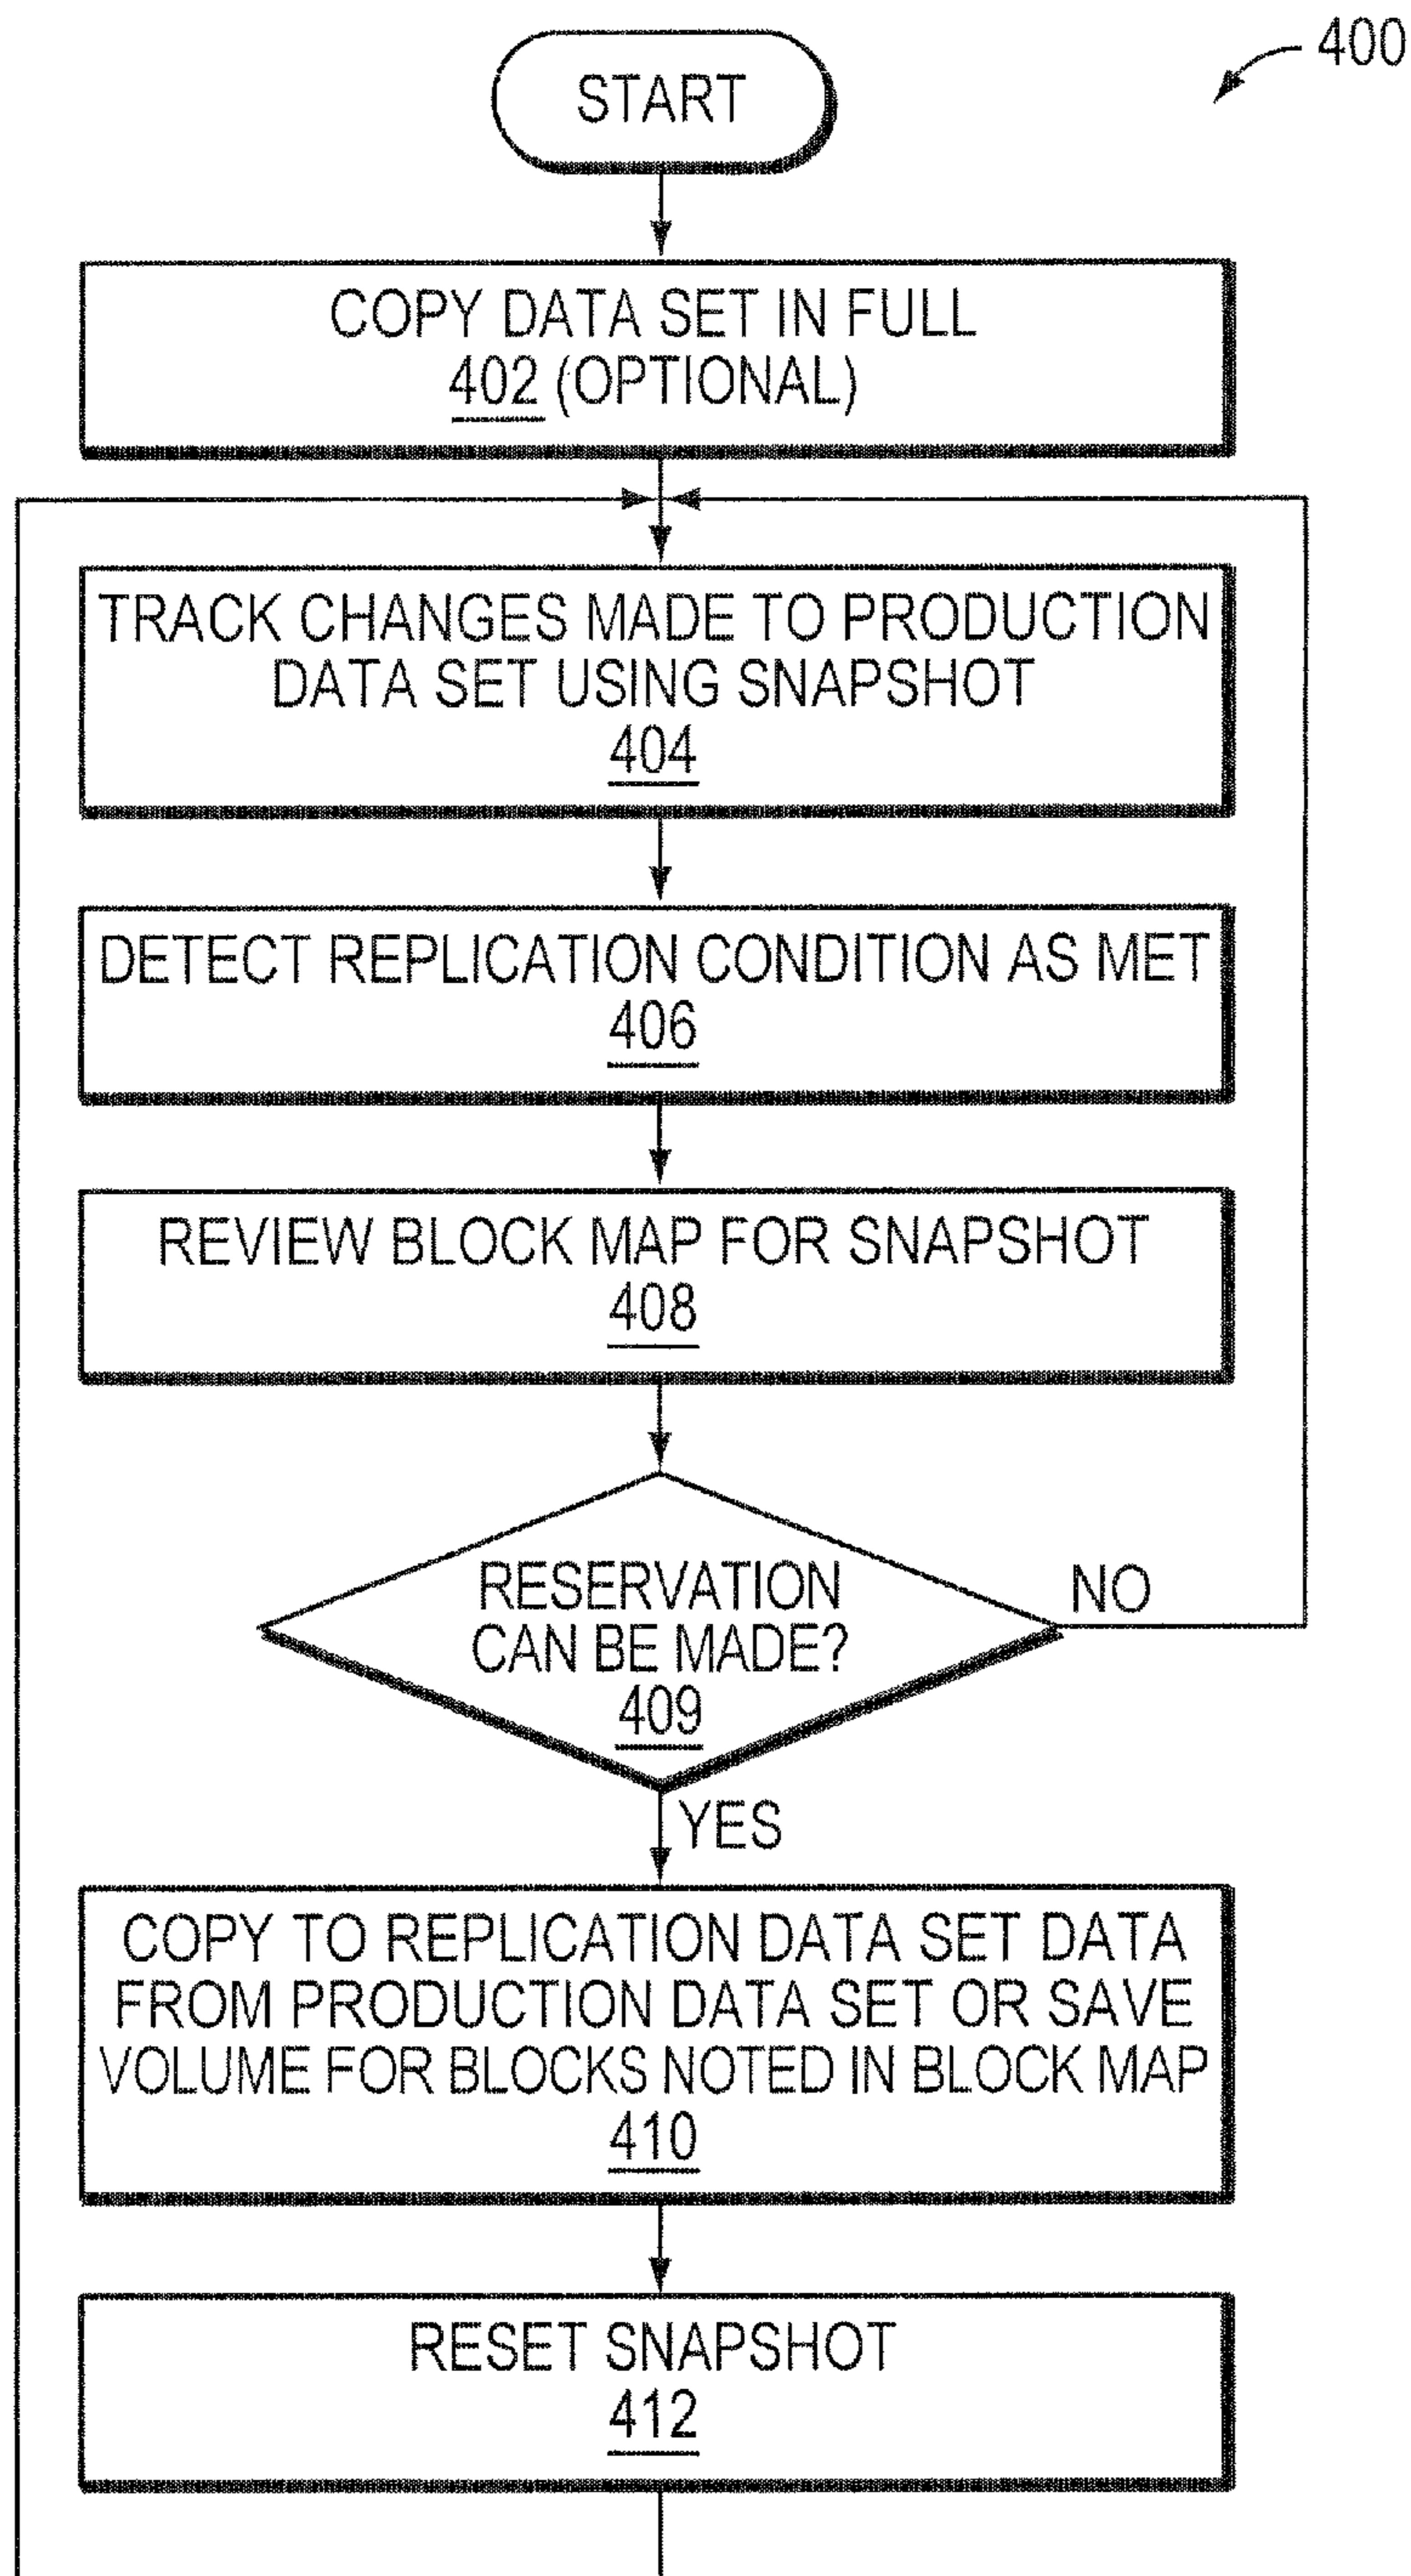 400
START
COPY DATA SET IN FULL
402 (OPTIONAL)
TRACK CHANGES MADE TO PRODUCTION
DATA SET USING SNAPSHOT
404
DETECT REPLICATION CONDITION AS MET
406
REVIEW BLOCK MAP FOR SNAPSHOT
408
RESERVATION
CAN BE MADE?
409
NO
YES
COPY TO REPLICATION DATA SET DATA
FROM PRODUCTION DATA SET OR SAVE
VOLUME FOR BLOCKS NOTED IN BLOCK MAP
410
RESET SNAPSHOT
412